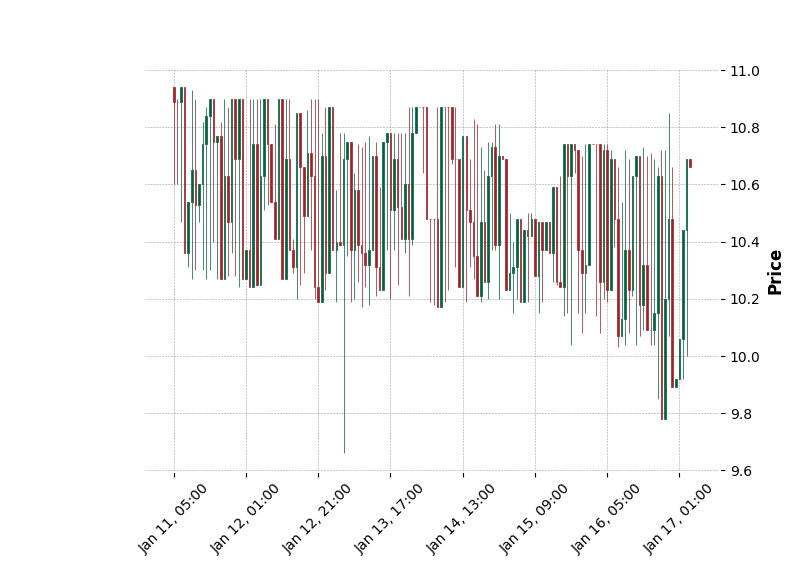 11.0
10.8
10.6
10.4
10.2
10.0
9.8
9.6
Price
Jan 11, 05:00
Jan 12, 01:00
Jan 12, 21:00
Jan 13, 17:00
Jan 14, 13:00
Jan 15, 09:00
Jan 16, 05:00
Jan 17, 01:00